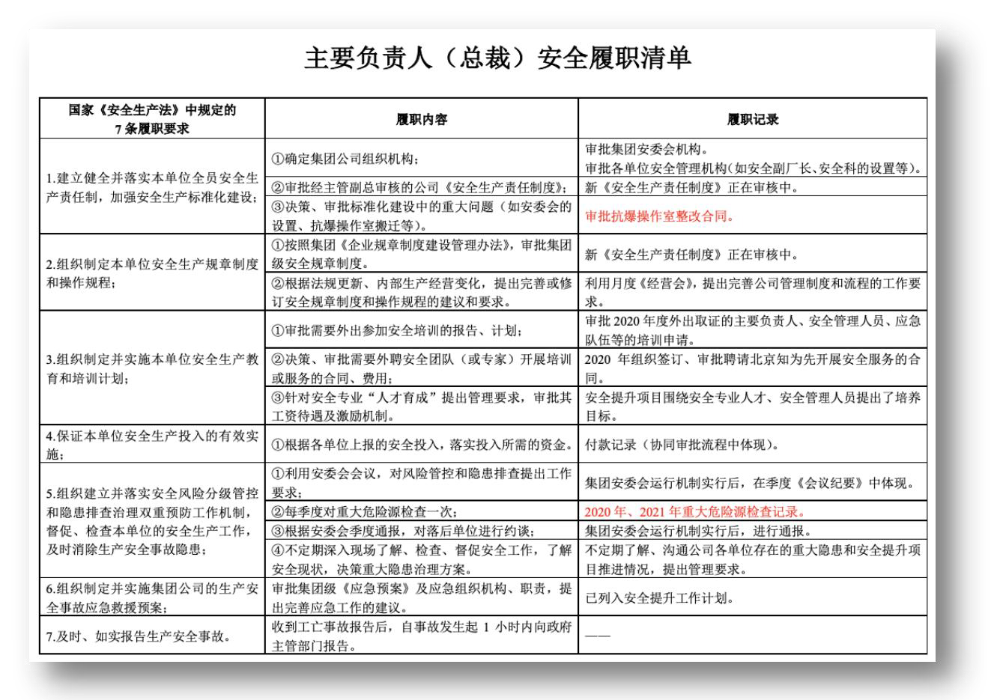 主要负责人（总裁）安全履职清单
国家《安全生产法》中规定的
7 条履职要求
履职内容
履职记录
1.建立健全并落实本单位全员安全生
产责任制，加强安全生产标准化建设；
①确定集团公司组织机构；
审批集团安委会机构。
审批各单位安全管理机构（如安全副厂长、安全科的设置等）。
②审批经主管副总审核的公司《安全生产责任制度》；
新《安全生产责任制度》正在审核中。
③决策、审批标准化建设中的重大问题（如安委会的
设置、抗爆操作室搬迁等）。
审批抗爆操作室整改合同。
2.组织制定本单位安全生产规章制度
和操作规程；
①按照集团《企业规章制度建设管理办法》，审批集团
级安全规章制度。
新《安全生产责任制度》正在审核中。
②根据法规更新、内部生产经营变化，提出完善或修
订安全规章制度和操作规程的建议和要求。
利用月度《经营会》，提出完善公司管理制度和流程的工作要
求。
3.组织制定并实施本单位安全生产教
育和培训计划；
①审批需要外出参加安全培训的报告、计划；
审批 2020 年度外出取证的主要负责人、安全管理人员、应急
队伍等的培训申请。
②决策、审批需要外聘安全团队（或专家）开展培训
或服务的合同、费用；
2020 年组织签订、审批聘请北京知为先开展安全服务的合
同。
③针对安全专业“人才育成”提出管理要求，审批其
工资待遇及激励机制。
安全提升项目围绕安全专业人才、安全管理人员提出了培养
目标。
4.保证本单位安全生产投入的有效实
施；
①根据各单位上报的安全投入，落实投入所需的资金。
付款记录（协同审批流程中体现）。
5.组织建立并落实安全风险分级管控
和隐患排查治理双重预防工作机制，
督促、检查本单位的安全生产工作，
及时消除生产安全事故隐患；
①利用安委会会议，对风险管控和隐患排查提出工作
要求；
集团安委会运行机制实行后，在季度《会议纪要》中体现。
②每季度对重大危险源检查一次；
2020 年、2021 年重大危险源检查记录。
③根据安委会季度通报，对落后单位进行约谈；
集团安委会运行机制实行后，进行通报。
④不定期深入现场了解、检查、督促安全工作，了解
安全现状，决策重大隐患治理方案。
不定期了解、沟通公司各单位存在的重大隐患和安全提升项
目推进情况，提出管理要求。
6.组织制定并实施集团公司的生产安
全事故应急救援预案；
审批集团级《应急预案》及应急组织机构、职责，提
出完善应急工作的建议。
已列入安全提升工作计划。
7.及时、如实报告生产安全事故。
收到工亡事故报告后，自事故发生起 1 小时内向政府
主管部门报告。
——